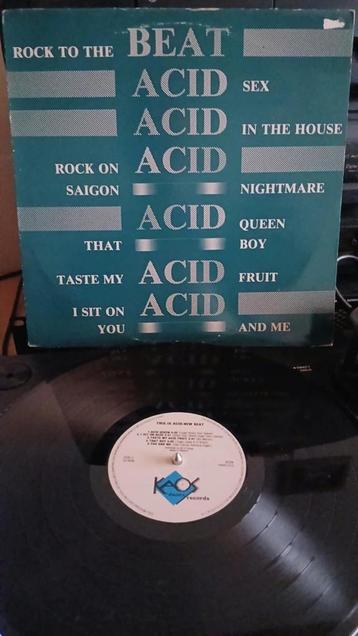 ROCK TO THE BEAT
ACID SEX
ACID IN THE HOUSE
ROCK ON ACID
SAIGON NIGHTMARE
ACID QUEEN
THAT BOY
TASTE MY ACID FRUIT
I SIT ON ACID
YOU AND ME
THIS IS ACID-NEW BEAT
KAOS
dance
records